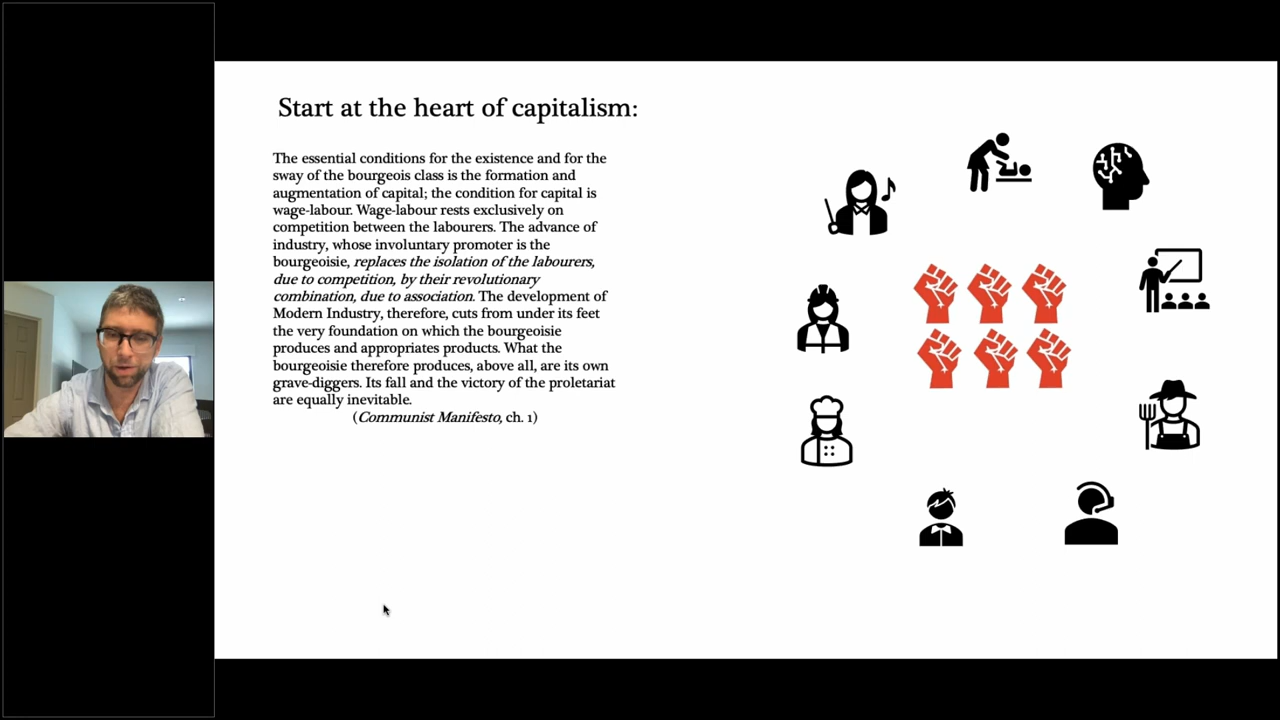 Start at the heart of capitalism:
The essential conditions for the existence and for the
sway of the bourgeois class is the formation and
augmentation of capital; the condition for capital is
wage-labour. Wage-labour rests exclusively on
competition between the labourers. The advance of
industry, whose involuntary promoter is the
bourgeoisie, replaces the isolation of the labourers,
due to competition, by their revolutionary
combination, due to association. The development of
Modern Industry, therefore, cuts from under its feet
the very foundation on which the bourgeoisie
produces and appropriates products. What the
bourgeoisie therefore produces, above all, are its own
grave-diggers. Its fall and the victory of the proletariat
are equally inevitable.
(Communist Manifesto, ch. 1)